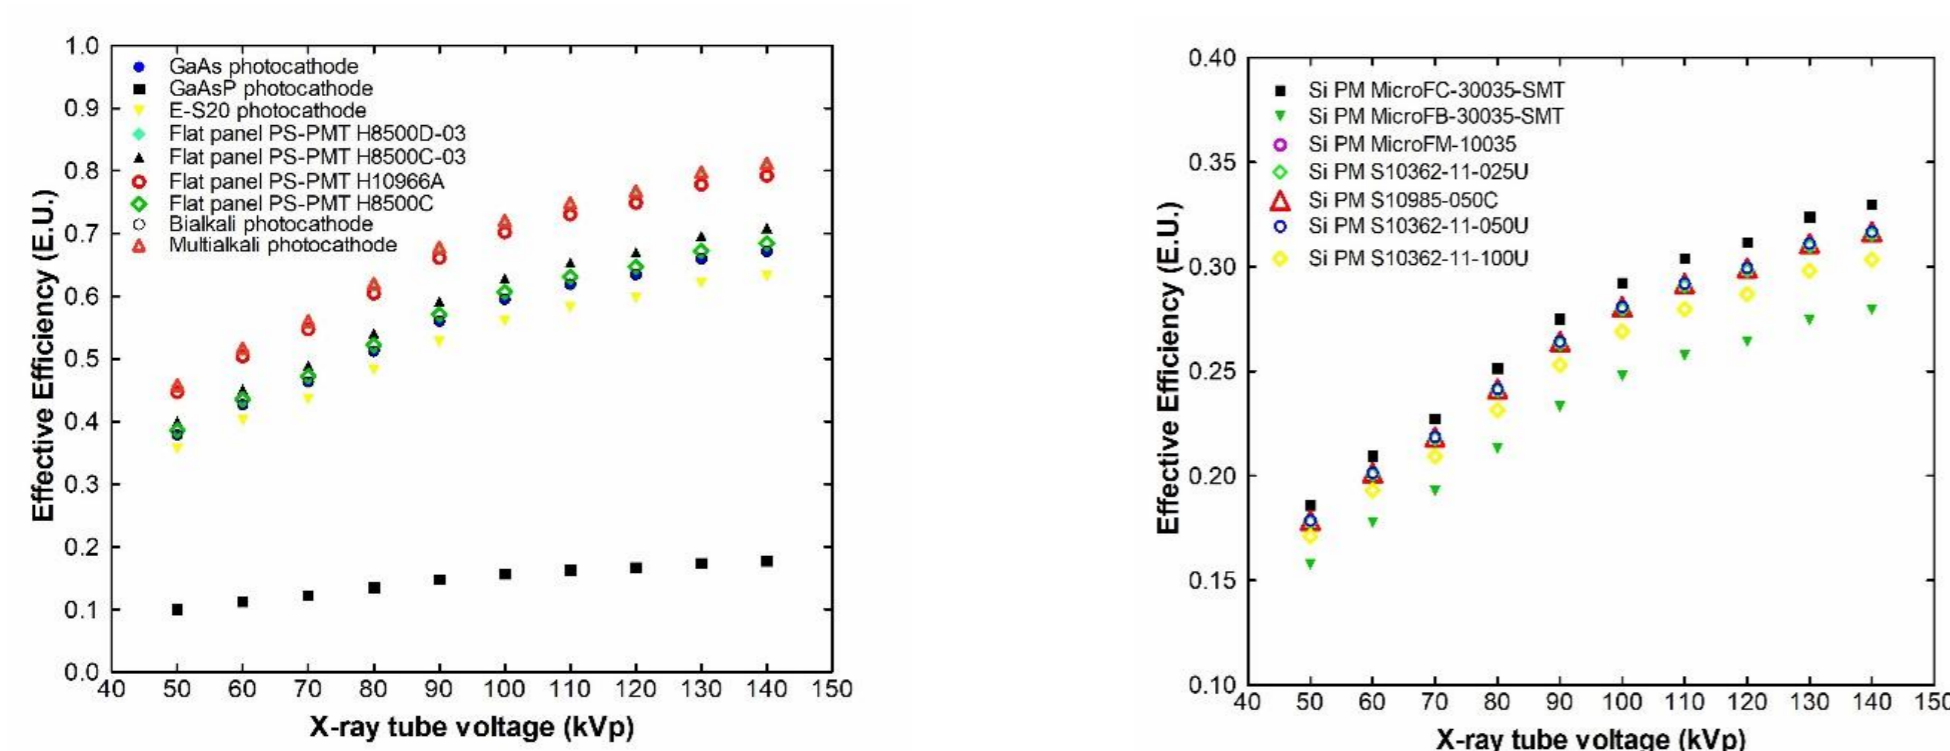 Effective Efficiency (E.U.)
1.0
0.9
0.8
0.7
0.6
0.5
0.4
0.3
0.2
0.1
0.0
GaAs photocathode
GaAsP photocathode
E-S20 photocathode
Flat panel PS-PMT H8500D-03
Flat panel PS-PMT H8500C-03
Flat panel PS-PMT H10966A
Flat panel PS-PMT H8500C
Bialkali photocathode
Multialkali photocathode
40 50 60 70 80 90 100 110 120 130 140 150
X-ray tube voltage (kVp)
Effective Efficiency (E.U.)
0.40
0.35
0.30
0.25
0.20
0.15
0.10
Si PM MicroFC-30035-SMT
Si PM MicroFB-30035-SMT
Si PM MicroFM-10035
Si PM S10362-11-025U
Si PM S10985-050C
Si PM S10362-11-050U
Si PM S10362-11-100U
40 50 60 70 80 90 100 110 120 130 140 150
X-ray tube voltage (kVp)